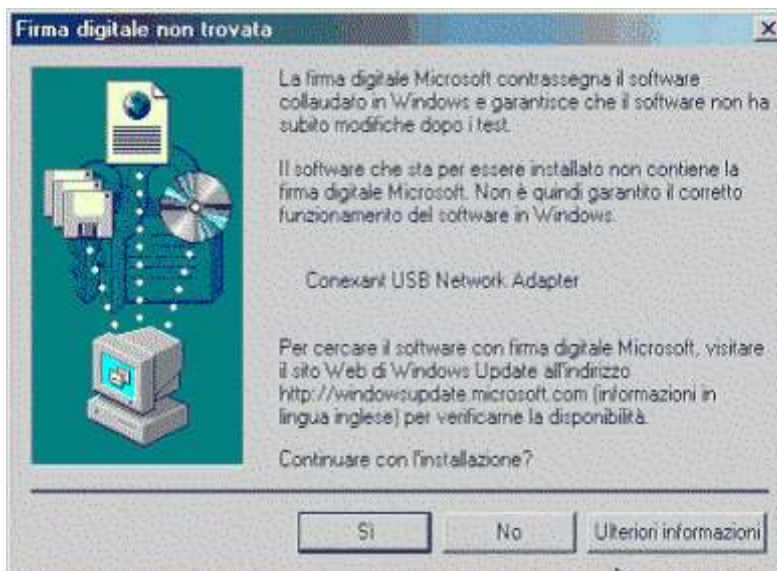 Firma digitale non trovata
La firma digitale Microsoft contrassegna il software
collaudato in Windows e garantisce che il software non ha
subito modifiche dopo i test.
Il software che sta per essere installato non contiene la
firma digitale Microsoft. Non è quindi garantito il corretto
funzionamento del software in Windows.
Conexant USB Network Adapter
Per cercare il software con firma digitale Microsoft, visitare
il sito Web di Windows Update all'indirizzo
http://windowsupdate.microsoft.com (informazioni in
lingua inglese) per verificarne la disponibilità.
Continuare con l'installazione?
Sì
No
Ulteriori informazioni